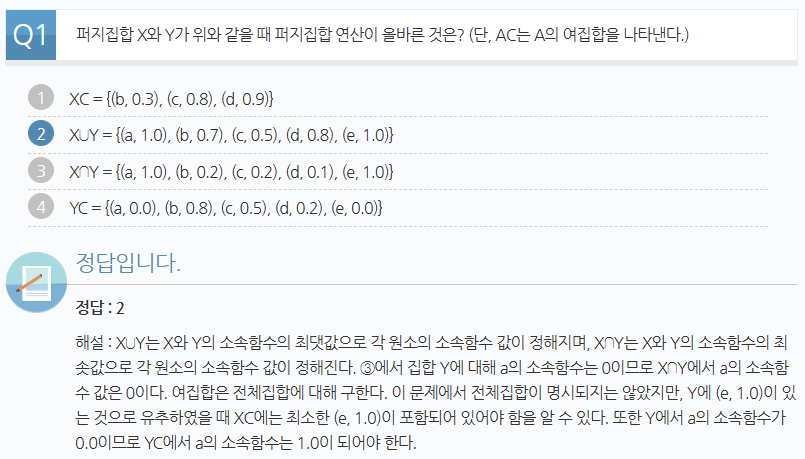 Q1 퍼지집합 X와 Y가 위와 같을 때 퍼지집합 연산이 올바른 것은? (단, AC는 A의 여집합을 나타낸다.)
1 XC = {(b, 0.3), (c, 0.8), (d, 0.9)}
2 X∪Y = {(a, 1.0), (b, 0.7), (c, 0.5), (d, 0.8), (e, 1.0)}
3 X∩Y = {(a, 1.0), (b, 0.2), (c, 0.2), (d, 0.1), (e, 1.0)}
4 YC = {(a, 0.0), (b, 0.8), (c, 0.5), (d, 0.2), (e, 0.0)}
정답입니다.
정답 : 2
해설 : X∪Y는 X와 Y의 소속함수의 최댓값으로 각 원소의 소속함수 값이 정해지며, X∩Y는 X와 Y의 소속함수의 최
솟값으로 각 원소의 소속함수 값이 정해진다. ③에서 집합 Y에 대해 a의 소속함수는 0이므로 X∩Y에서 a의 소속함
수 값은 0이다. 여집합은 전체집합에 대해 구한다. 이 문제에서 전체집합이 명시되지는 않았지만, Y에 (e, 1.0)이 있
는 것으로 유추하였을 때 XC에는 최소한 (e, 1.0)이 포함되어 있어야 함을 알 수 있다. 또한 Y에서 a의 소속함수가
0.0이므로 YC에서 a의 소속함수는 1.0이 되어야 한다.